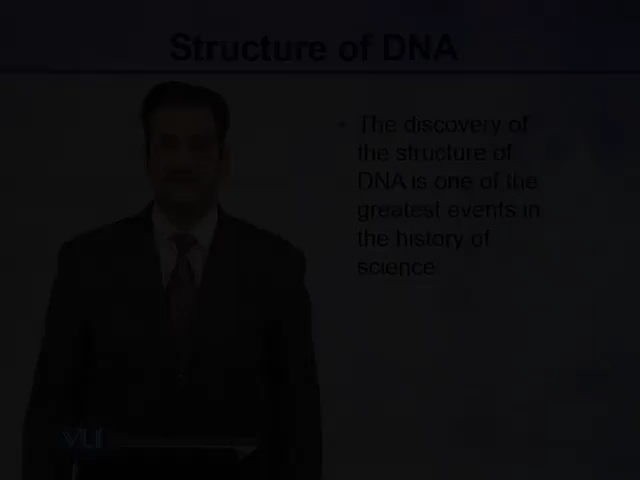 Structure of DNA
• The discovery of
the structure of
DNA is one of the
greatest events in
the history of
science
VU